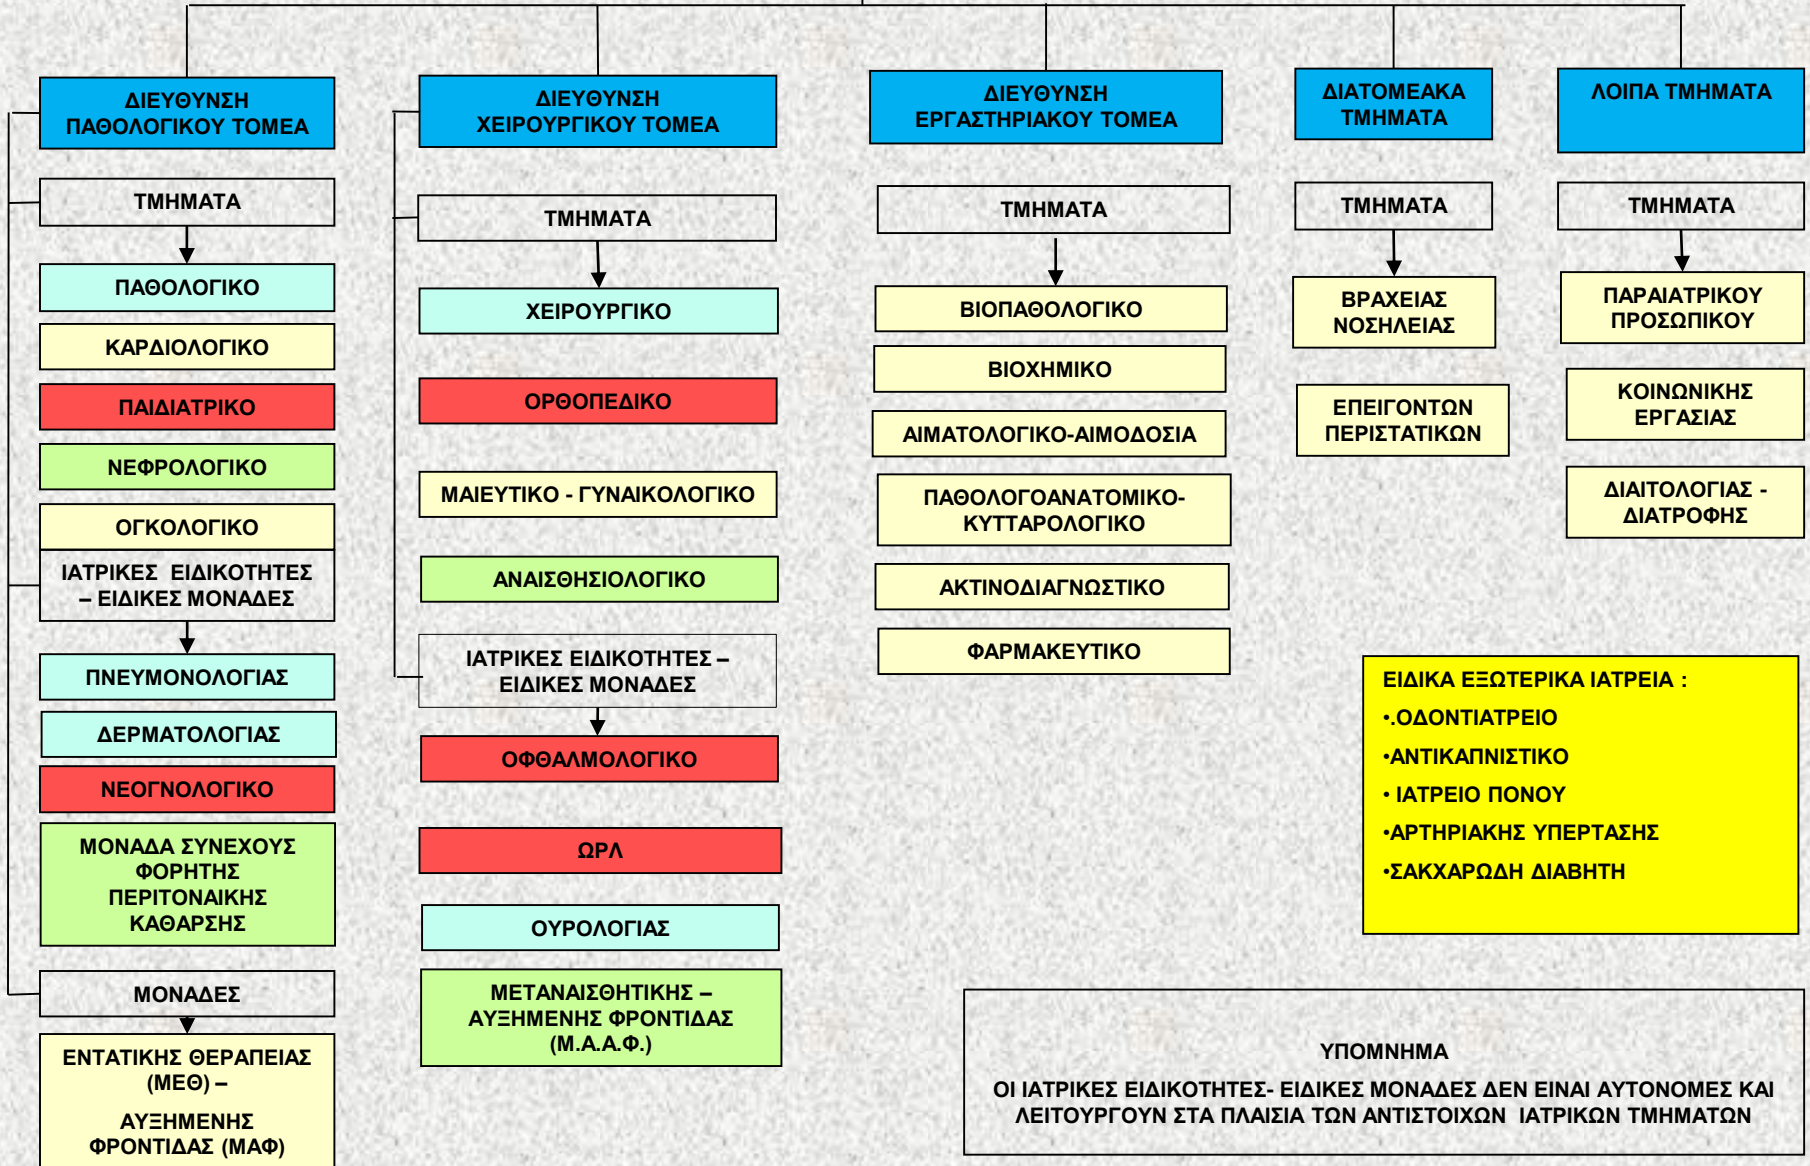 ΔΙΕΥΘΥΝΣΗ
ΠΑΘΟΛΟΓΙΚΟΥ ΤΟΜΕΑ
ΤΜΗΜΑΤΑ
ΠΑΘΟΛΟΓΙΚΟ
ΚΑΡΔΙΟΛΟΓΙΚΟ
ΠΑΙΔΙΑΤΡΙΚΟ
ΝΕΦΡΟΛΟΓΙΚΟ
ΟΓΚΟΛΟΓΙΚΟ
ΙΑΤΡΙΚΕΣ ΕΙΔΙΚΟΤΗΤΕΣ
– ΕΙΔΙΚΕΣ ΜΟΝΑΔΕΣ
ΠΝΕΥΜΟΝΟΛΟΓΙΑΣ
ΔΕΡΜΑΤΟΛΟΓΙΑΣ
ΝΕΟΓΝΟΛΟΓΙΚΟ
ΜΟΝΑΔΑ ΣΥΝΕΧΟΥΣ
ΦΟΡΗΤΗΣ
ΠΕΡΙΤΟΝΑΙΚΗΣ
ΚΑΘΑΡΣΗΣ
ΜΟΝΑΔΕΣ
ΕΝΤΑΤΙΚΗΣ ΘΕΡΑΠΕΙΑΣ
(ΜΕΘ) –
ΑΥΞΗΜΕΝΗΣ
ΦΡΟΝΤΙΔΑΣ (ΜΑΦ)
ΔΙΕΥΘΥΝΣΗ
ΧΕΙΡΟΥΡΓΙΚΟΥ ΤΟΜΕΑ
ΤΜΗΜΑΤΑ
ΧΕΙΡΟΥΡΓΙΚΟ
ΟΡΘΟΠΕΔΙΚΟ
ΜΑΙΕΥΤΙΚΟ - ΓΥΝΑΙΚΟΛΟΓΙΚΟ
ΑΝΑΙΣΘΗΣΙΟΛΟΓΙΚΟ
ΙΑΤΡΙΚΕΣ ΕΙΔΙΚΟΤΗΤΕΣ –
ΕΙΔΙΚΕΣ ΜΟΝΑΔΕΣ
ΟΦΘΑΛΜΟΛΟΓΙΚΟ
ΩΡΛ
ΟΥΡΟΛΟΓΙΑΣ
ΜΕΤΑΝΑΙΣΘΗΤΙΚΗΣ –
ΑΥΞΗΜΕΝΗΣ ΦΡΟΝΤΙΔΑΣ
(Μ.Α.Α.Φ.)
ΔΙΕΥΘΥΝΣΗ
ΕΡΓΑΣΤΗΡΙΑΚΟΥ ΤΟΜΕΑ
ΤΜΗΜΑΤΑ
ΒΙΟΠΑΘΟΛΟΓΙΚΟ
ΒΙΟΧΗΜΙΚΟ
ΑΙΜΑΤΟΛΟΓΙΚΟ-ΑΙΜΟΔΟΣΙΑ
ΠΑΘΟΛΟΓΟΑΝΑΤΟΜΙΚΟ-
ΚΥΤΤΑΡΟΛΟΓΙΚΟ
ΑΚΤΙΝΟΔΙΑΓΝΩΣΤΙΚΟ
ΦΑΡΜΑΚΕΥΤΙΚΟ
ΔΙΑΤΟΜΕΑΚΑ
ΤΜΗΜΑΤΑ
ΤΜΗΜΑΤΑ
ΒΡΑΧΕΙΑΣ
ΝΟΣΗΛΕΙΑΣ
ΕΠΕΙΓΟΝΤΩΝ
ΠΕΡΙΣΤΑΤΙΚΩΝ
ΛΟΙΠΑ ΤΜΗΜΑΤΑ
ΤΜΗΜΑΤΑ
ΠΑΡΑΙΑΤΡΙΚΟΥ
ΠΡΟΣΩΠΙΚΟΥ
ΚΟΙΝΩΝΙΚΗΣ
ΕΡΓΑΣΙΑΣ
ΔΙΑΙΤΟΛΟΓΙΑΣ -
ΔΙΑΤΡΟΦΗΣ
ΕΙΔΙΚΑ ΕΞΩΤΕΡΙΚΑ ΙΑΤΡΕΙΑ :
•.ΟΔΟΝΤΙΑΤΡΕΙΟ
•ΑΝΤΙΚΑΠΝΙΣΤΙΚΟ
• ΙΑΤΡΕΙΟ ΠΟΝΟΥ
•ΑΡΤΗΡΙΑΚΗΣ ΥΠΕΡΤΑΣΗΣ
•ΣΑΚΧΑΡΩΔΗ ΔΙΑΒΗΤΗ
ΥΠΟΜΝΗΜΑ
ΟΙ ΙΑΤΡΙΚΕΣ ΕΙΔΙΚΟΤΗΤΕΣ- ΕΙΔΙΚΕΣ ΜΟΝΑΔΕΣ ΔΕΝ ΕΙΝΑΙ ΑΥΤΟΝΟΜΕΣ ΚΑΙ
ΛΕΙΤΟΥΡΓΟΥΝ ΣΤΑ ΠΛΑΙΣΙΑ ΤΩΝ ΑΝΤΙΣΤΟΙΧΩΝ ΙΑΤΡΙΚΩΝ ΤΜΗΜΑΤΩΝ